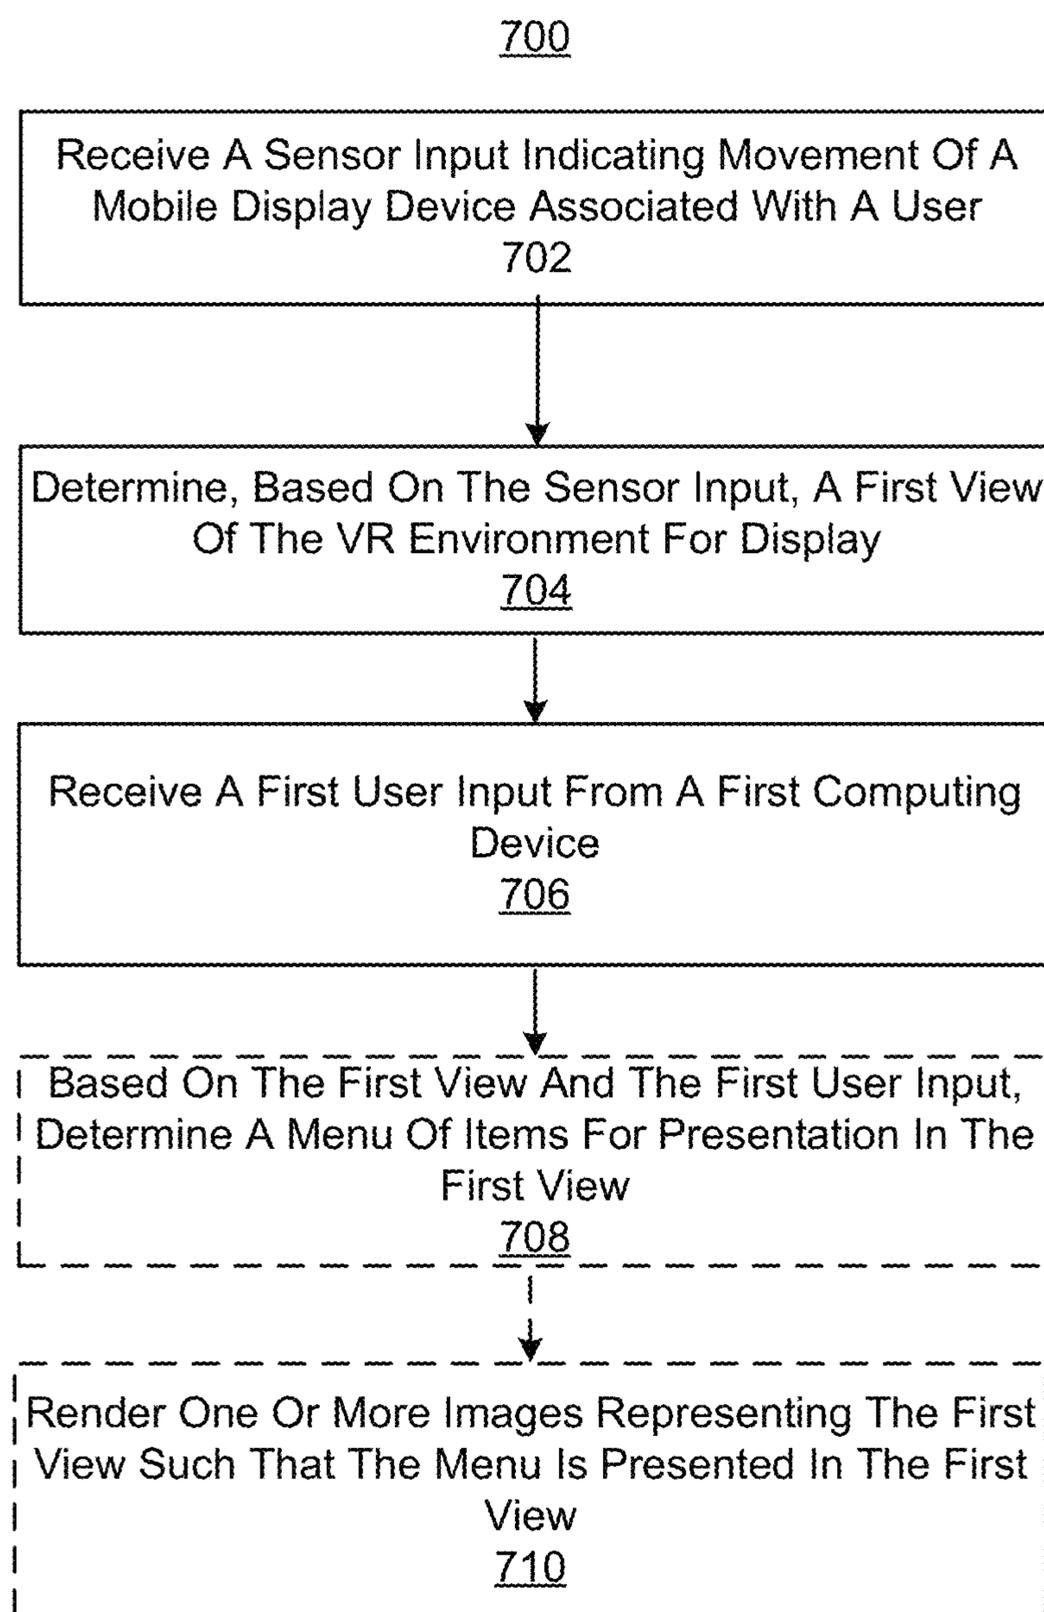 700
Receive A Sensor Input Indicating Movement Of A
Mobile Display Device Associated With A User
702
Determine, Based On The Sensor Input, A First View
Of The VR Environment For Display
704
Receive A First User Input From A First Computing
Device
706
Based On The First View And The First User Input,
Determine A Menu Of Items For Presentation In The
First View
708
Render One Or More Images Representing The First
View Such That The Menu Is Presented In The First
View
710